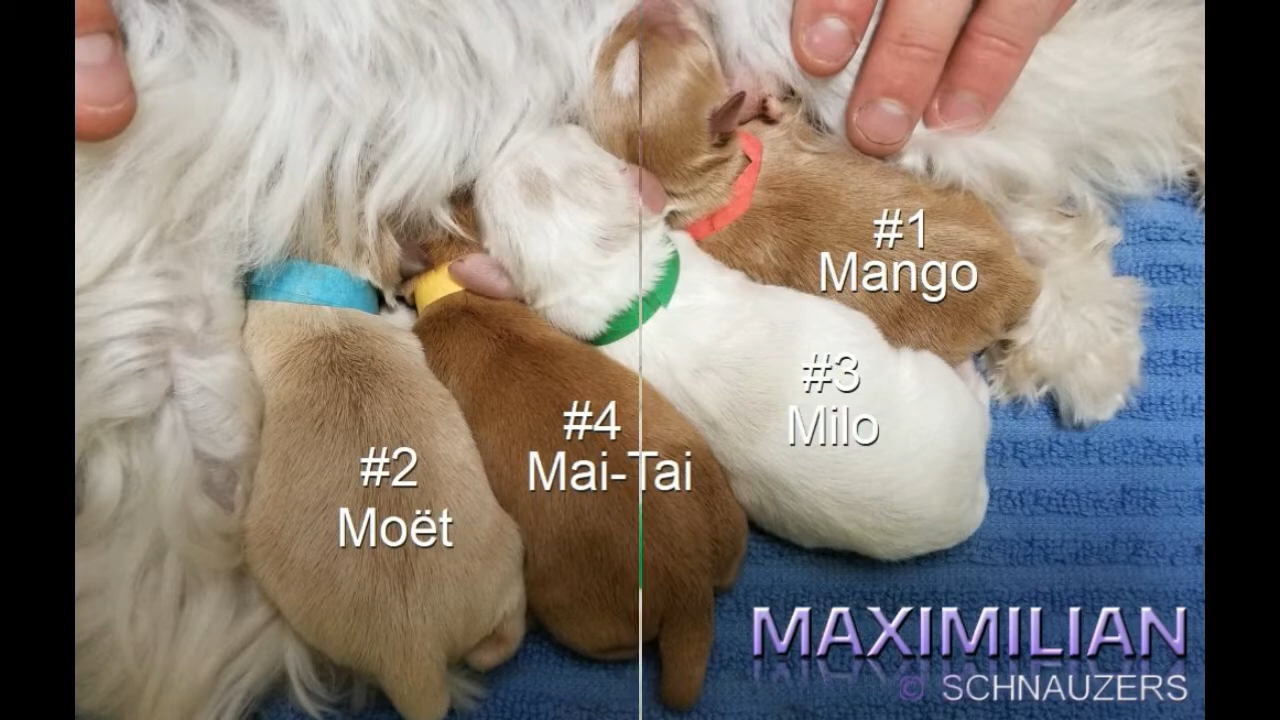 #1
Mango
#3
Milo
#4
Mai-Tai
#2
Moët
MAXIMILIAN
© SCHNAUZERS